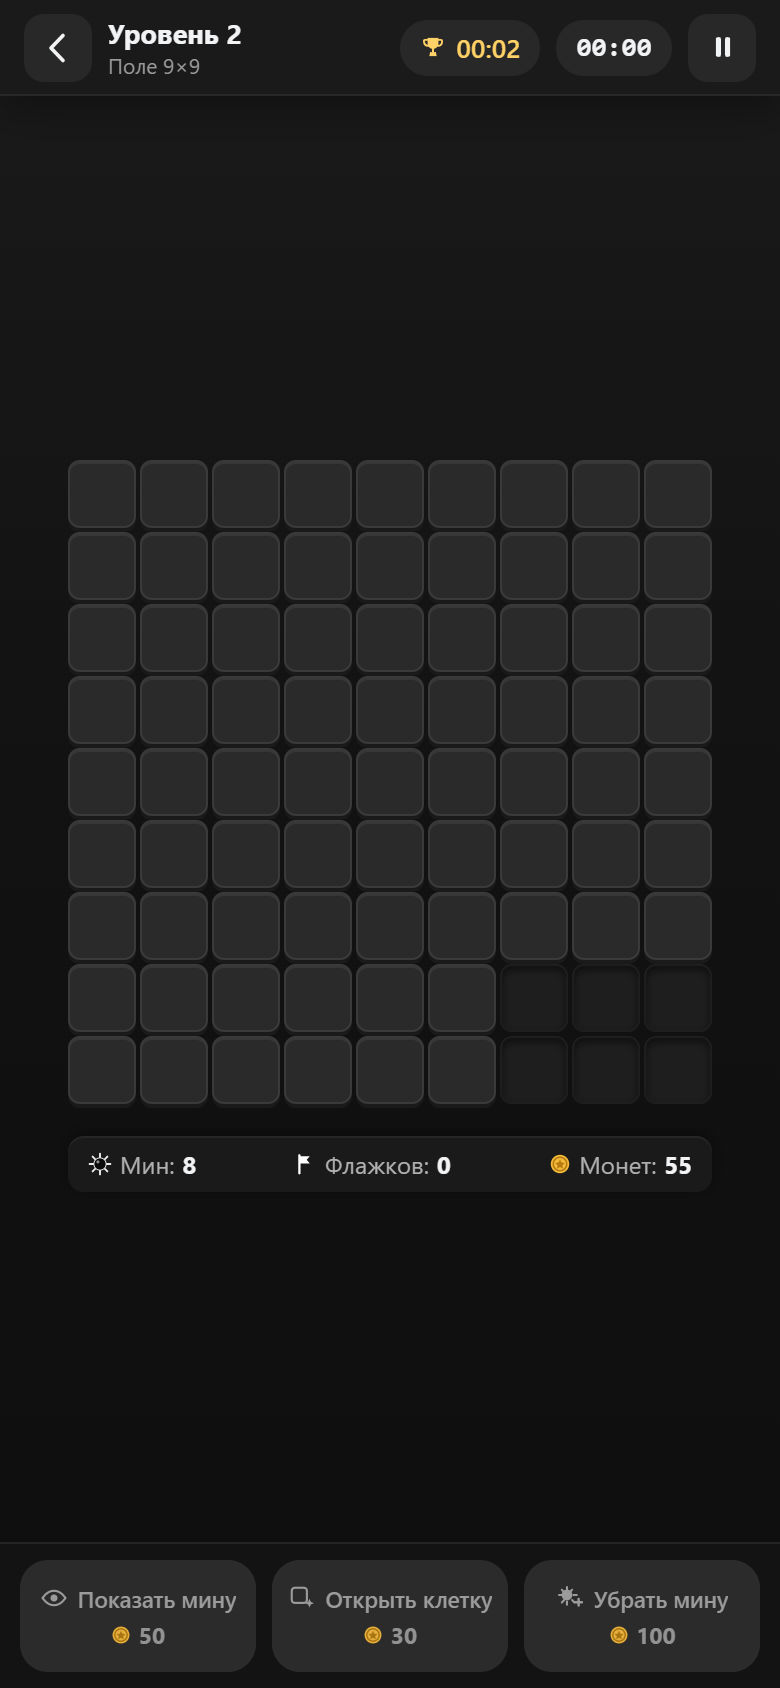 Уровень 2
Поле 9×9
00:02
00:00
Мин: 8
Флажков: 0
Монет: 55
Показать мину
50
Открыть клетку
30
Убрать мину
100